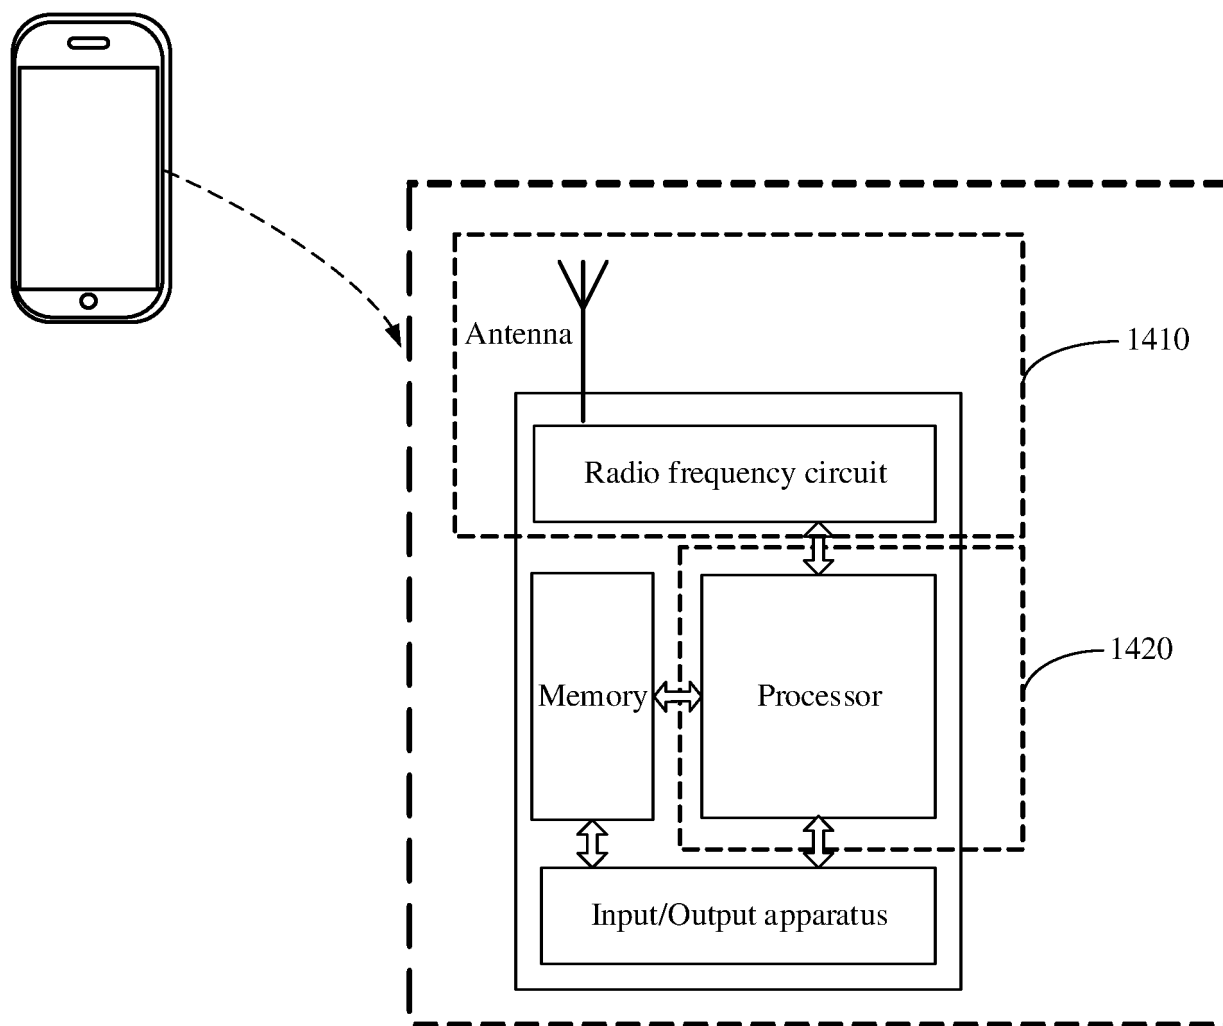 Antenna
1410
Radio frequency circuit
1420
Memory
Processor
Input/Output apparatus